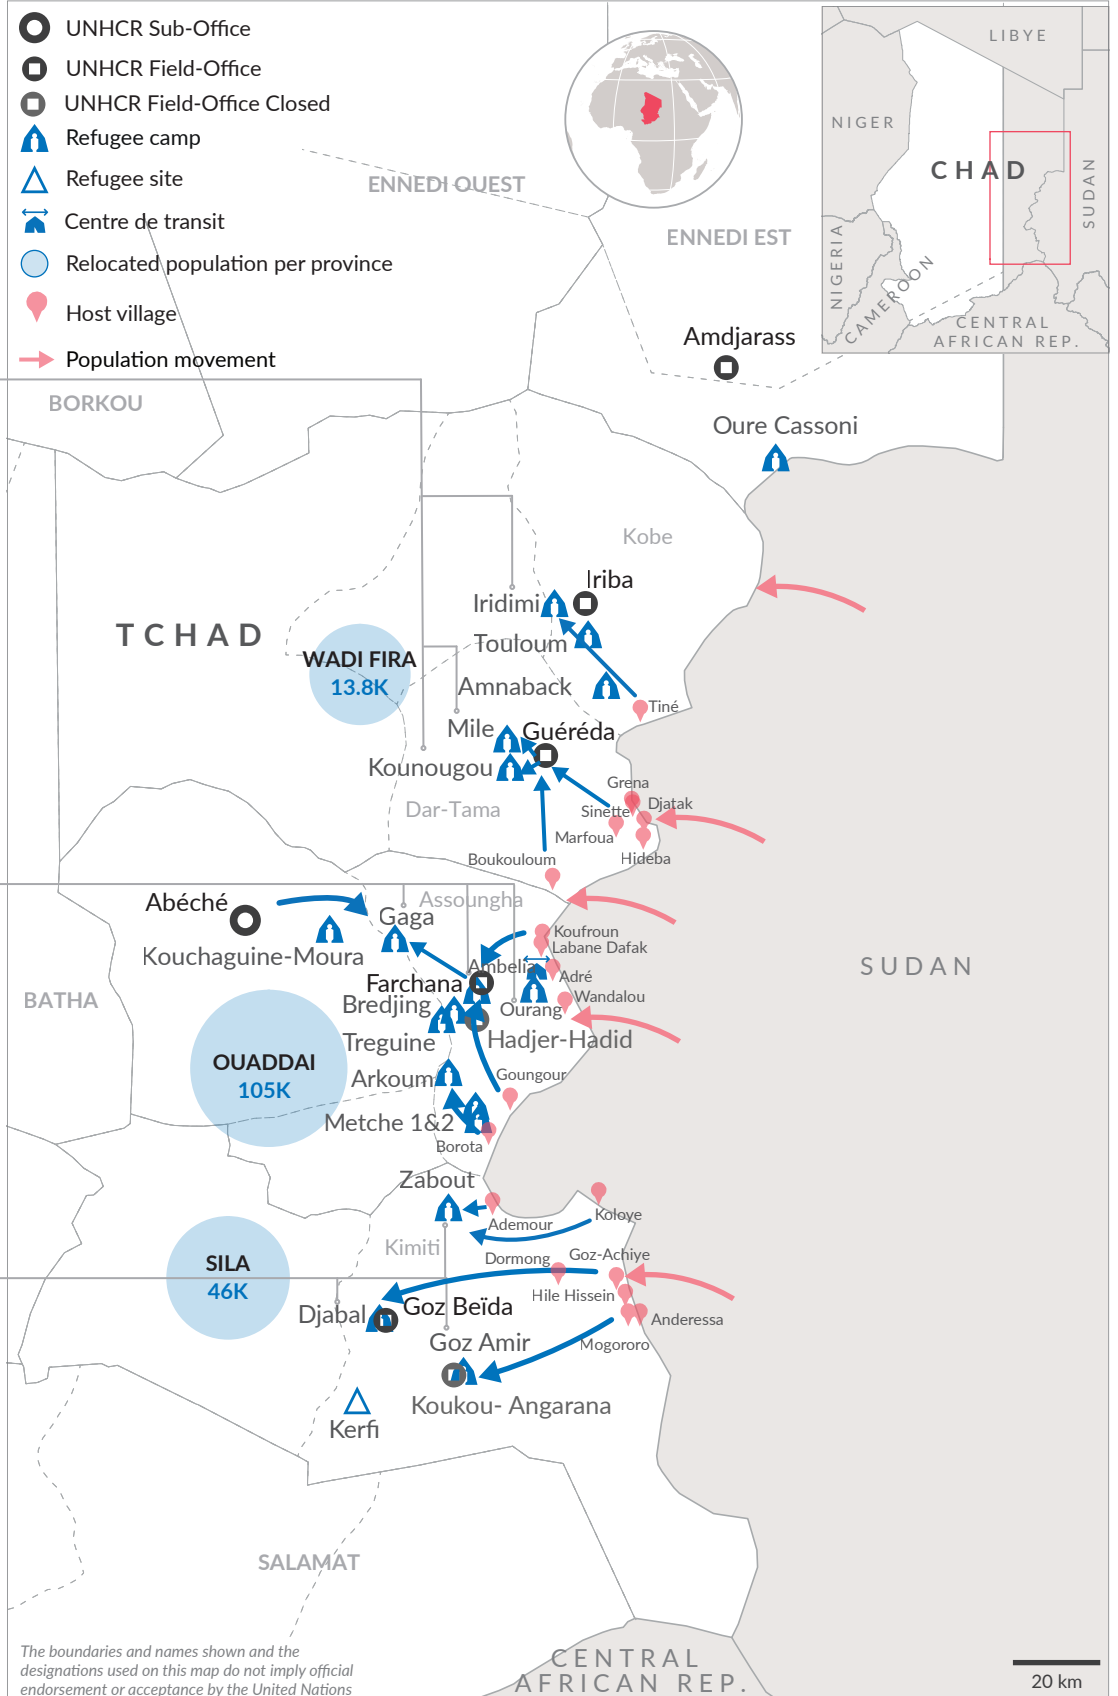 UNHCR Sub-Office
UNHCR Field-Office
UNHCR Field-Office Closed
Refugee camp
Refugee site
Centre de transit
Relocated population per province
Host village
Population movement
LIBYE
NIGER
CHAD
SUDAN
NIGERIA
CAMEROON
CENTRAL
AFRICAN REP.
ENNEDI OUEST
ENNEDI EST
Amdjarass
BORKOU
Oure Cassoni
Kobe
Iriba
Iridimi
TCHAD
Touloum
WADI FIRA
13.8K
Amnaback
Tiné
Mile
Guéréda
Kounougou
Grena
Djatak
Sinette
Dar-Tama
Marfoua
Hideba
Boukouloum
Abéché
Assoungha
Gaga
Koufroun
Labane Dafak
Kouchaguine-Moura
Ambelia
Adré
SUDAN
Farchana
BATHA
Bredjing
Wandalou
Ourang
Treguine
Hadjer-Hadid
OUADDAI
105K
Arkoum
Goungour
Metche 1&2
Borota
Zabout
Ademour
Koloye
Kimiti
Dormong
Goz-Achiye
SILA
46K
Hile Hissein
Djabal
Goz Beïda
Anderessa
Goz Amir
Mogororo
Koukou- Angarana
Kerfi
SALAMAT
The boundaries and names shown and the
designations used on this map do not imply official
endorsement or acceptance by the United Nations
CENTRAL
AFRICAN REP.
20 km